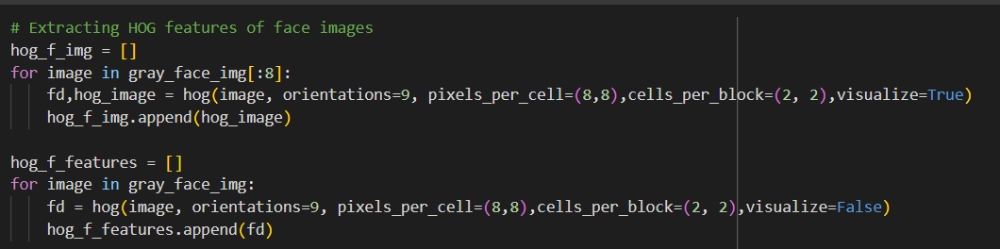 # Extracting HOG features of face images
hog_f_img = []
for image in gray_face_img[:8]:
    fd,hog_image = hog(image, orientations=9, pixels_per_cell=(8,8),cells_per_block=(2, 2),visualize=True)
    hog_f_img.append(hog_image)

hog_f_features = []
for image in gray_face_img:
    fd = hog(image, orientations=9, pixels_per_cell=(8,8),cells_per_block=(2, 2),visualize=False)
    hog_f_features.append(fd)